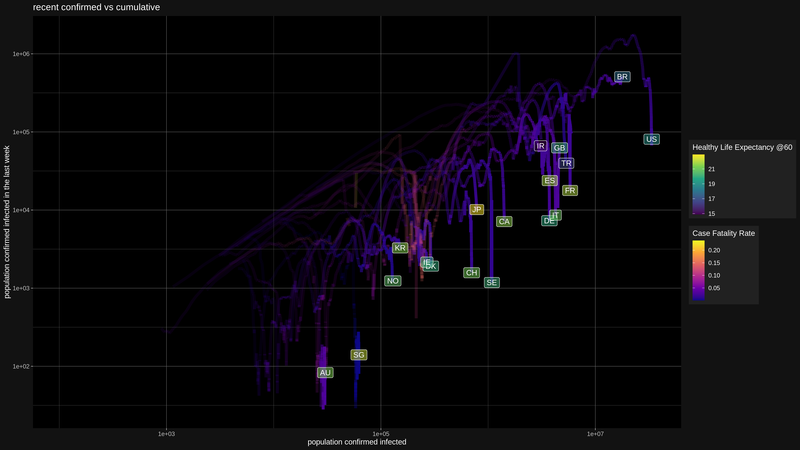 recent confirmed vs cumulative
population confirmed infected in the last week
1e+06
1e+05
1e+04
1e+03
1e+02
BR
US
IR
GB
TR
ES
FR
JP
CA
DE
IT
KR
IE
DK
NO
CH
SE
SG
AU
1e+03
1e+05
1e+07
population confirmed infected
Healthy Life Expectancy @60
21
19
17
15
Case Fatality Rate
0.20
0.15
0.10
0.05